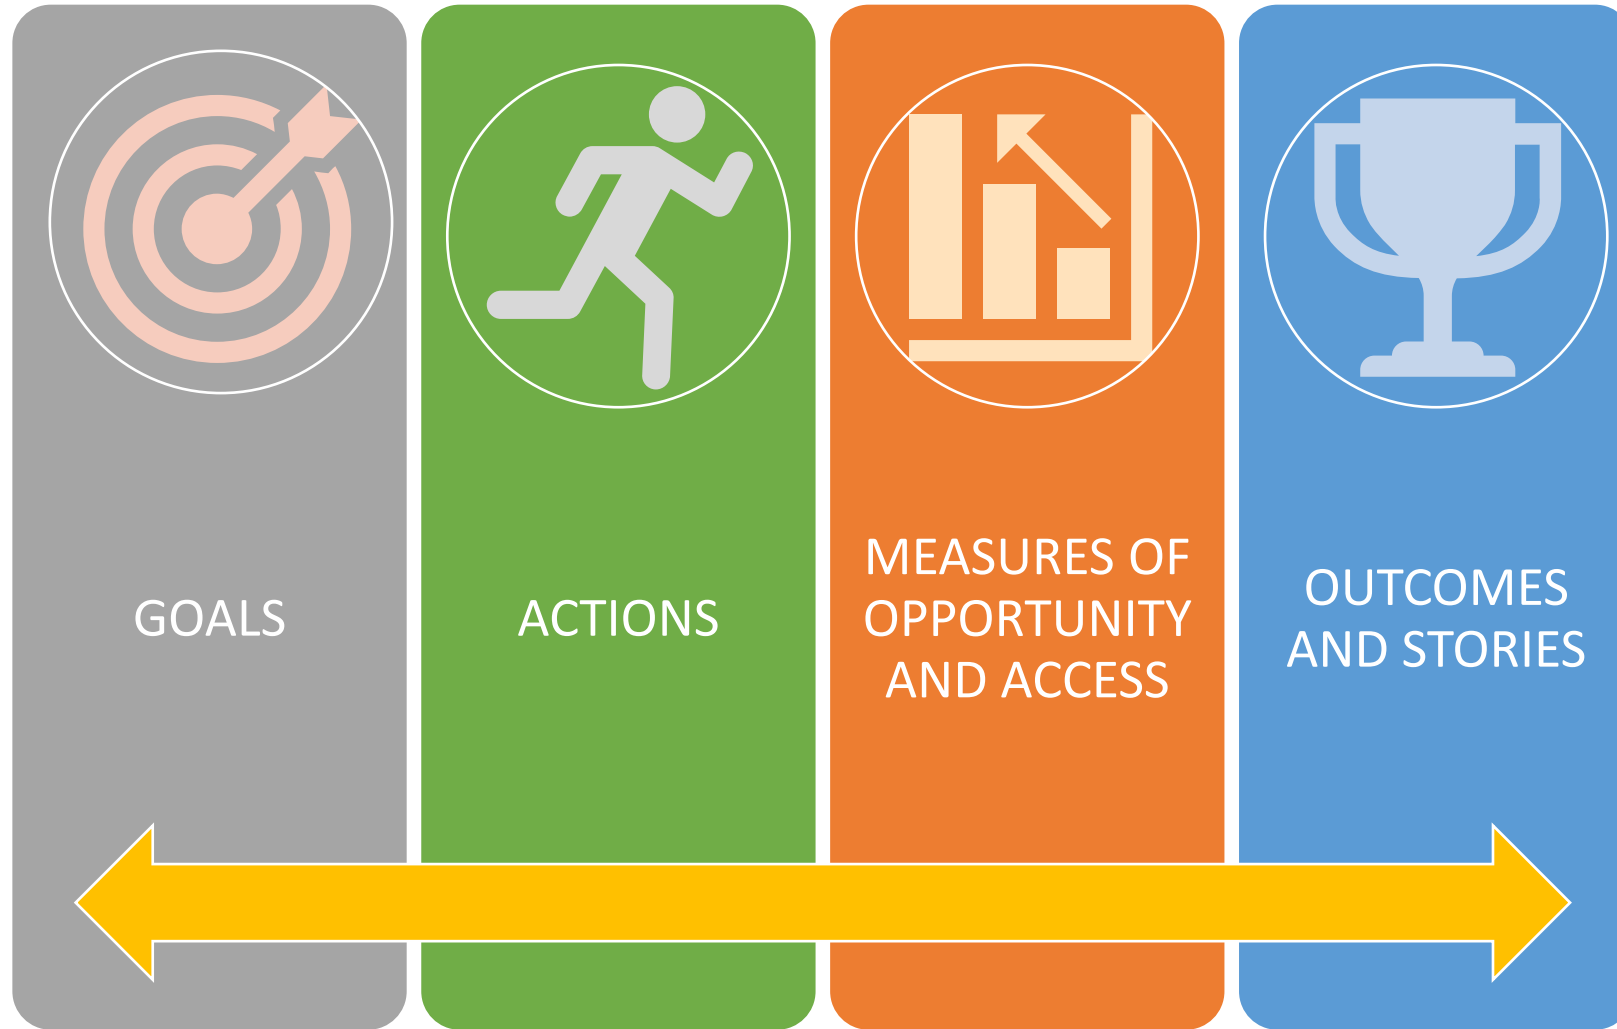 GOALS
ACTIONS
MEASURES OF
OPPORTUNITY
AND ACCESS
OUTCOMES
AND STORIES